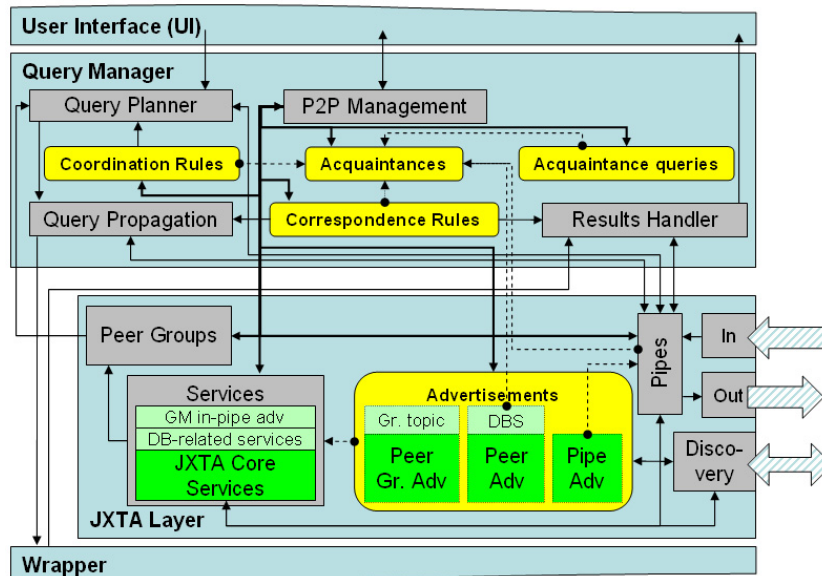 User Interface (UI)
Query Manager
Query Planner
P2P Management
Coordination Rules
Acquaintances
Acquaintance queries
Query Propagation
Correspondence Rules
Results Handler
Peer Groups
Pipes
In
Out
Services
GM in-pipe adv
DB-related services
JXTA Core
Services
Advertisements
Gr. topic
DBS
Peer
Gr. Adv
Peer
Adv
Pipe
Adv
Disco-
very
JXTA Layer
Wrapper